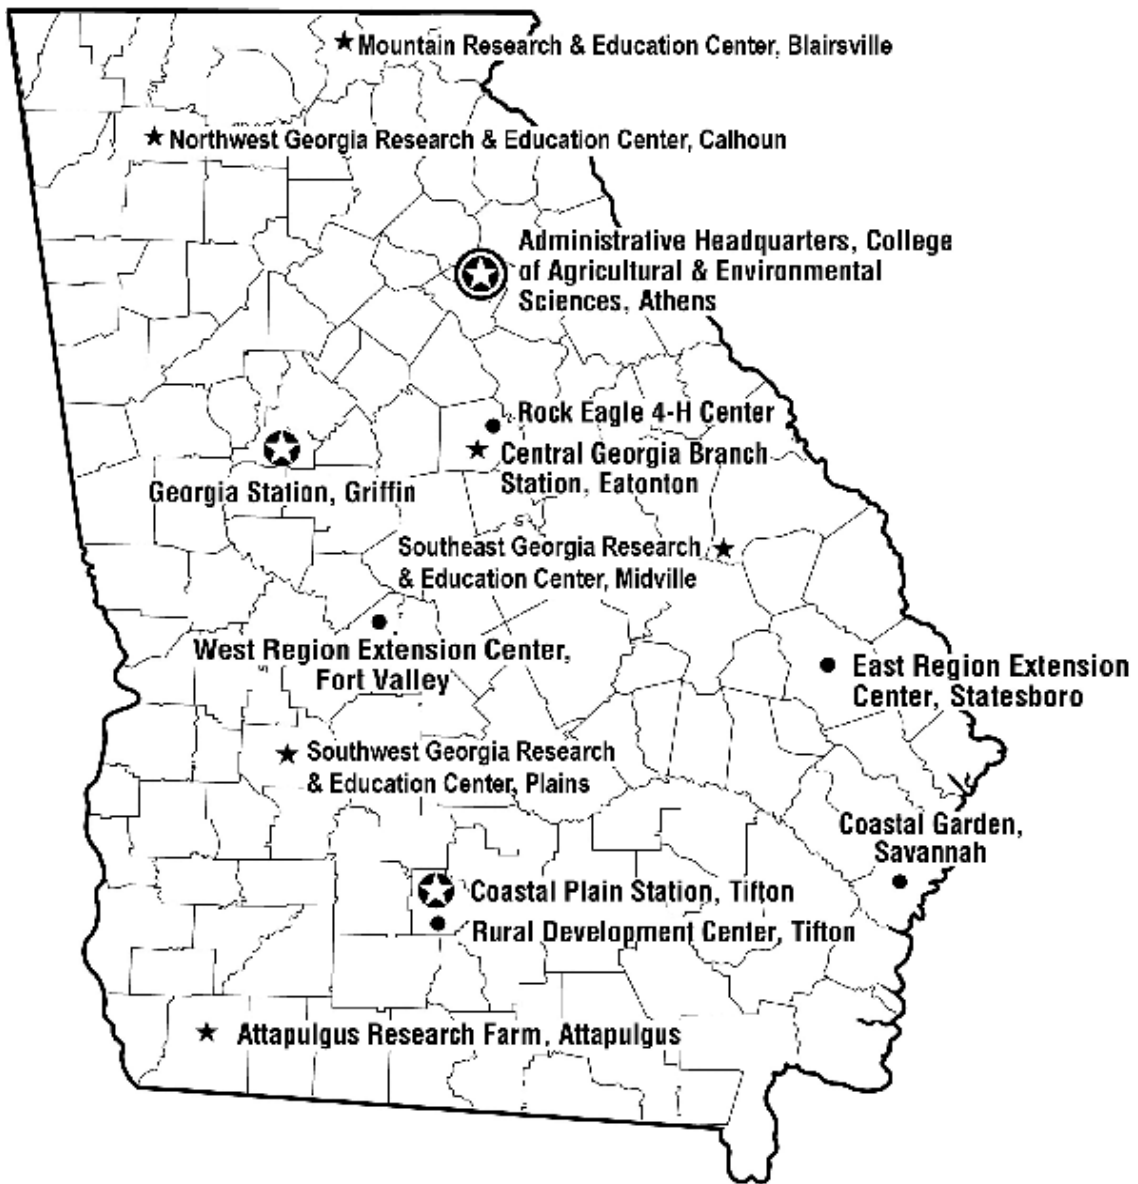 Mountain Research & Education Center, Blairsville
Northwest Georgia Research & Education Center, Calhoun
Administrative Headquarters, College
of Agricultural & Environmental
Sciences, Athens
Rock Eagle 4-H Center
Central Georgia Branch
Station, Eatonton
Georgia Station, Griffin
Southeast Georgia Research
& Education Center, Midville
West Region Extension Center,
Fort Valley
East Region Extension
Center, Statesboro
Southwest Georgia Research
& Education Center, Plains
Coastal Garden,
Savannah
Coastal Plain Station, Tifton
Rural Development Center, Tifton
Attapulgus Research Farm, Attapulgus